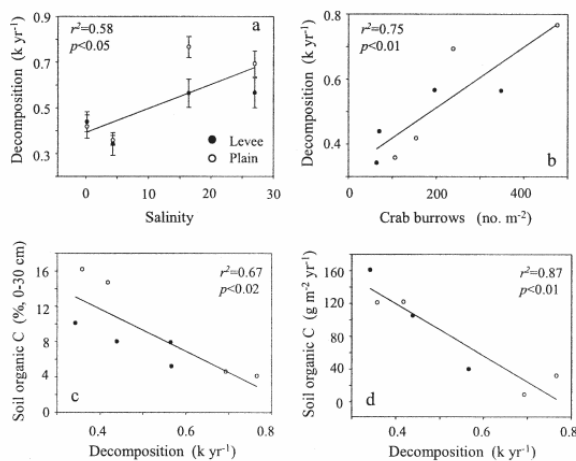 a
r²=0.58
p<0.05
Decomposition (k yr⁻¹)
0.9
0.7
0.5
0.3
Levee
Plain
0
10
20
30
Salinity
r²=0.75
p<0.01
Decomposition (k yr⁻¹)
0.8
0.6
0.4
b
0
200
400
Crab burrows (no. m⁻²)
r²=0.67
p<0.02
Soil organic C (%, 0-30 cm)
16
12
8
4
0
c
0.4
0.6
0.8
Decomposition (k yr⁻¹)
r²=0.87
p<0.01
Soil organic C (g m⁻² yr⁻¹)
160
120
80
40
0
d
0.4
0.6
0.8
Decomposition (k yr⁻¹)